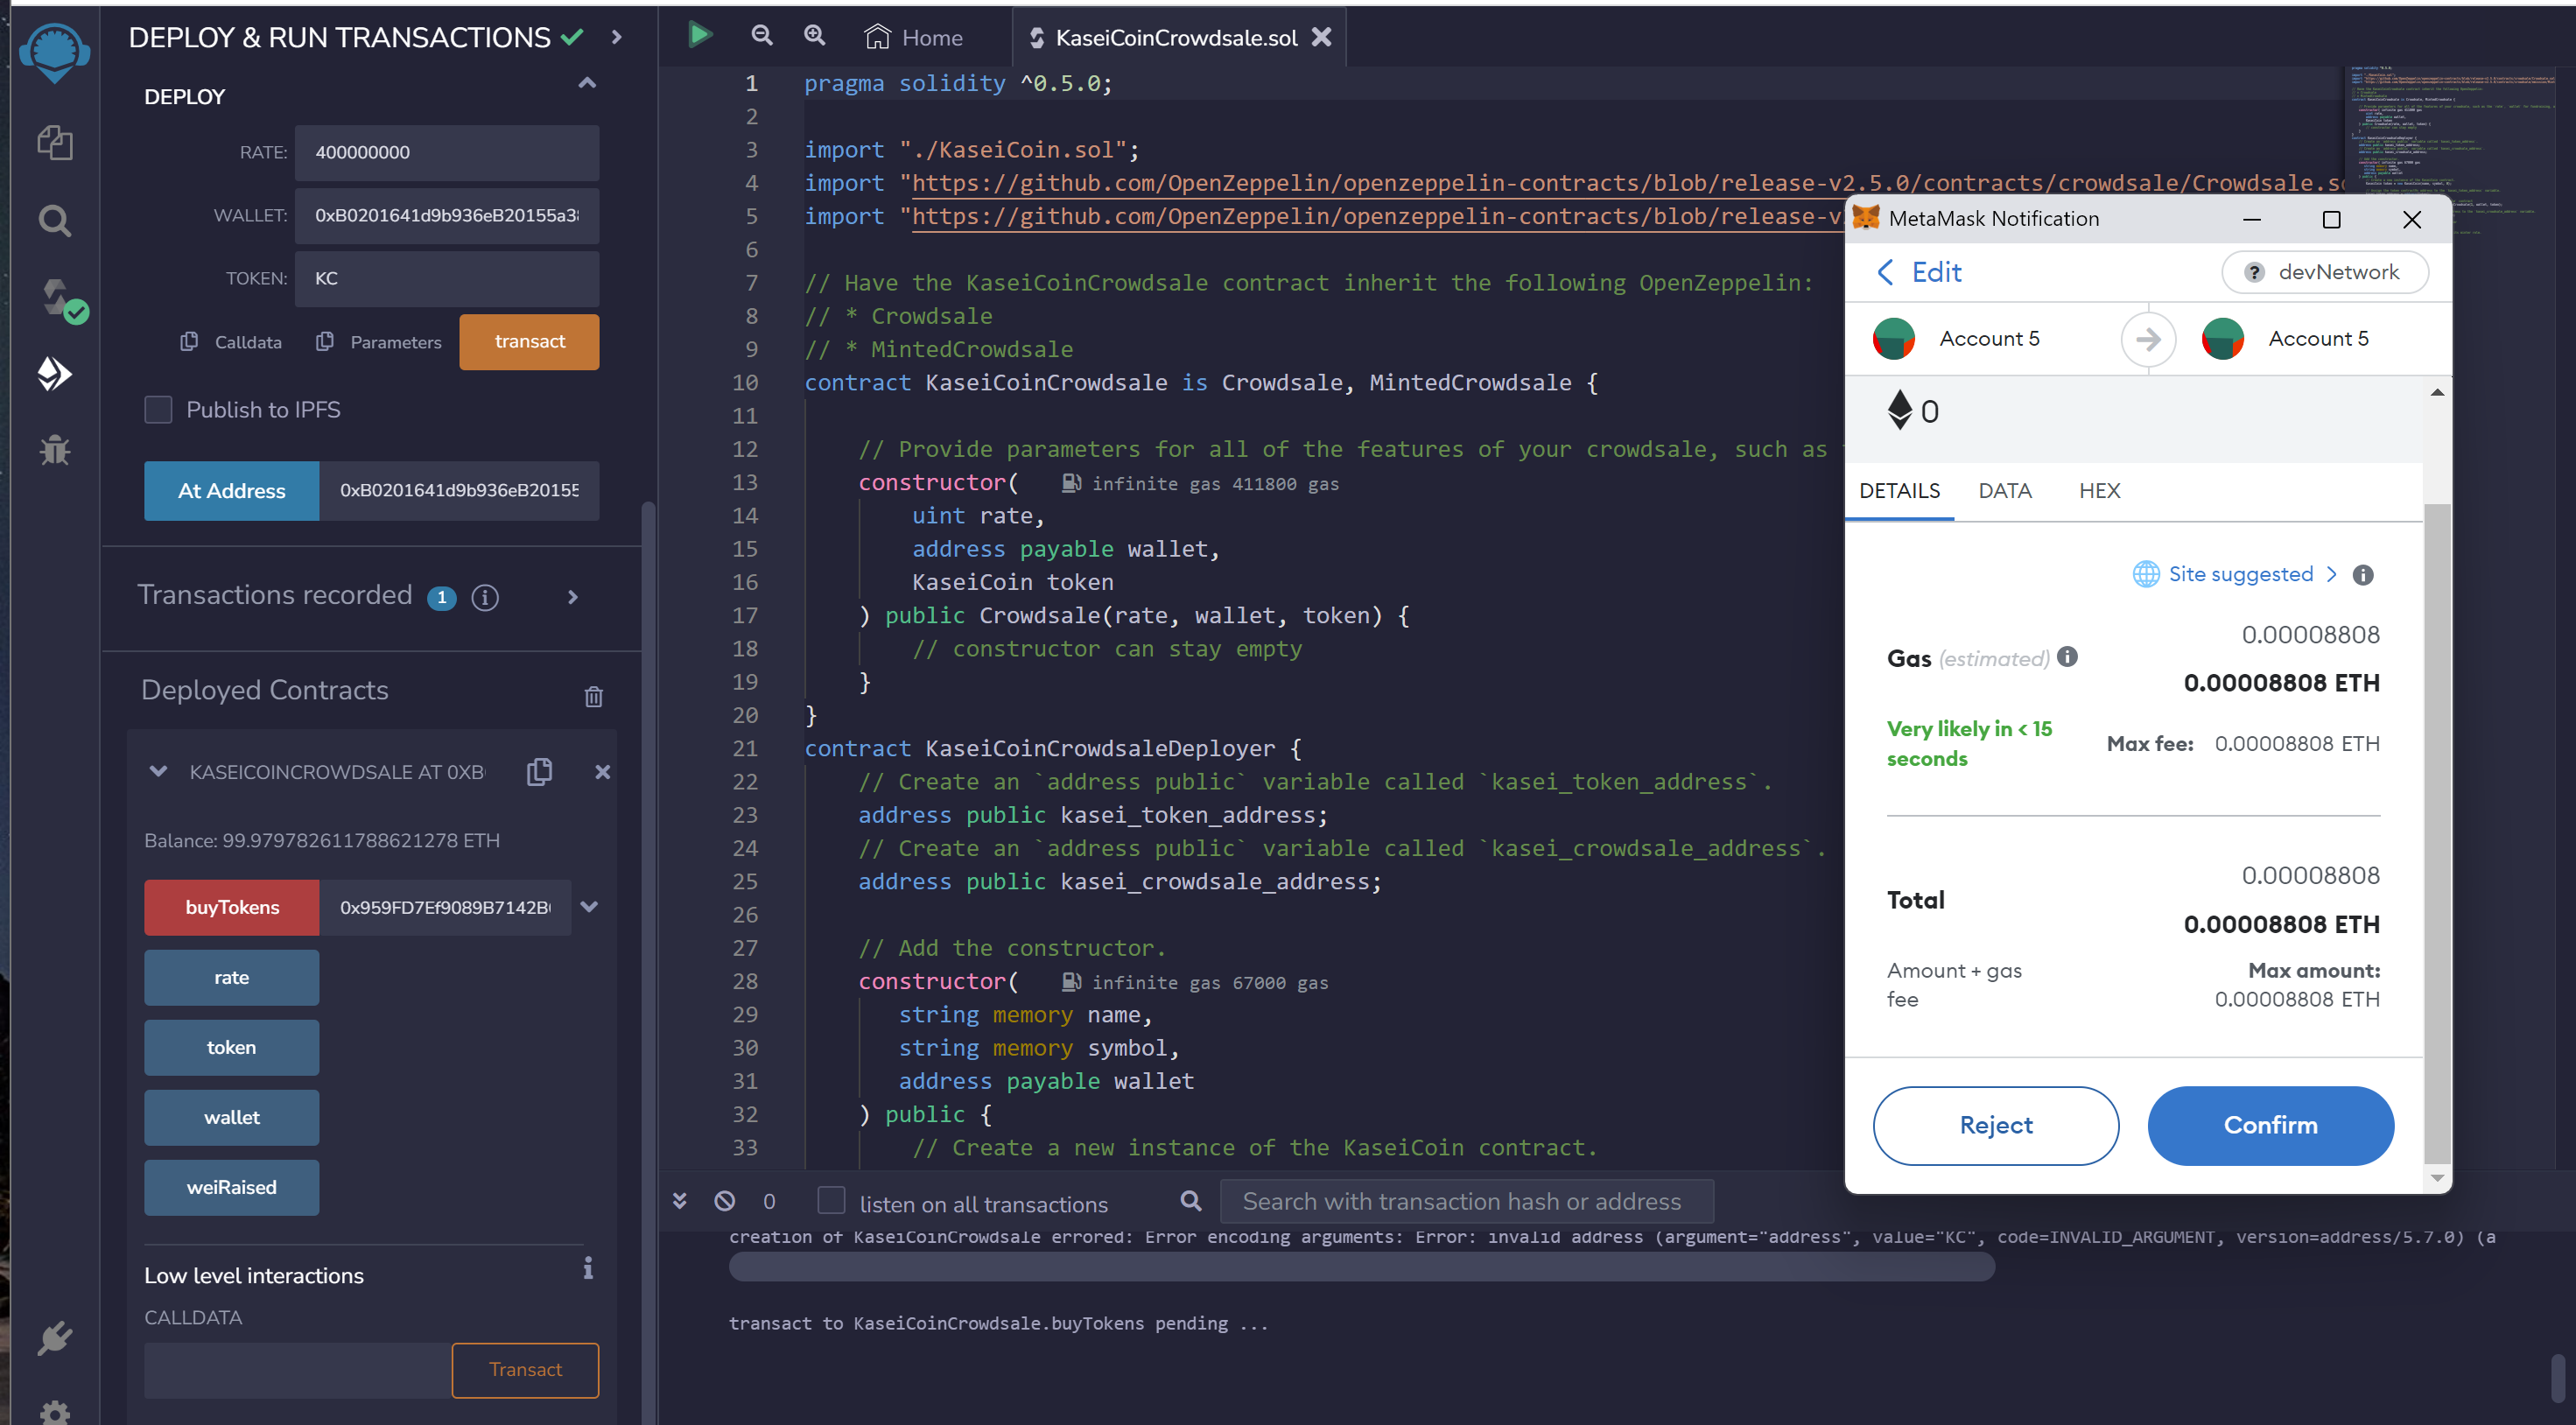 DEPLOY & RUN TRANSACTIONS
DEPLOY
RATE: 400000000
WALLET: 0xB0201641d9b936eB20155a3
TOKEN: KC
Calldata Parameters transact
Publish to IPFS
At Address 0xB0201641d9b936eB20155
Transactions recorded 1
Deployed Contracts
KASEICOINCROWDSALE AT 0XB
Balance: 99.979782611788621278 ETH
buyTokens 0x959FD7Ef9089B7142B
rate
token
wallet
weiRaised
Low level interactions
CALLDATA
Transact
Home KaseiCoinCrowdsale.sol
1 pragma solidity ^0.5.0;
2
3 import "./KaseiCoin.sol";
4 import "https://github.com/OpenZeppelin/openzeppelin-contracts/blob/release-v2.5.0/contracts/crowdsale/Crowdsale.s
5 import "https://github.com/OpenZeppelin/openzeppelin-contracts/blob/release-v
6
7 // Have the KaseiCoinCrowdsale contract inherit the following OpenZeppelin:
8 // * Crowdsale
9 // * MintedCrowdsale
10 contract KaseiCoinCrowdsale is Crowdsale, MintedCrowdsale {
11
12 // Provide parameters for all of the features of your crowdsale, such as
13 constructor( infinite gas 411800 gas
14 uint rate,
15 address payable wallet,
16 KaseiCoin token
17 ) public Crowdsale(rate, wallet, token) {
18 // constructor can stay empty
19 }
20 }
21 contract KaseiCoinCrowdsaleDeployer {
22 // Create an `address public` variable called `kasei_token_address`.
23 address public kasei_token_address;
24 // Create an `address public` variable called `kasei_crowdsale_address`.
25 address public kasei_crowdsale_address;
26
27 // Add the constructor.
28 constructor( infinite gas 67000 gas
29 string memory name,
30 string memory symbol,
31 address payable wallet
32 ) public {
33 // Create a new instance of the KaseiCoin contract.
0 listen on all transactions Search with transaction hash or address
creation of KaseiCoinCrowdsale errored: Error encoding arguments: Error: invalid address (argument="address", value="KC", code=INVALID_ARGUMENT, version=address/5.7.0) (a
transact to KaseiCoinCrowdsale.buyTokens pending ...
MetaMask Notification
Edit ? devNetwork
Account 5 Account 5
0
DETAILS DATA HEX
Site suggested >
0.00008808
Gas (estimated)
0.00008808 ETH
Very likely in < 15 seconds
Max fee: 0.00008808 ETH
0.00008808
Total
0.00008808 ETH
Amount + gas fee
Max amount:
0.00008808 ETH
Reject Confirm